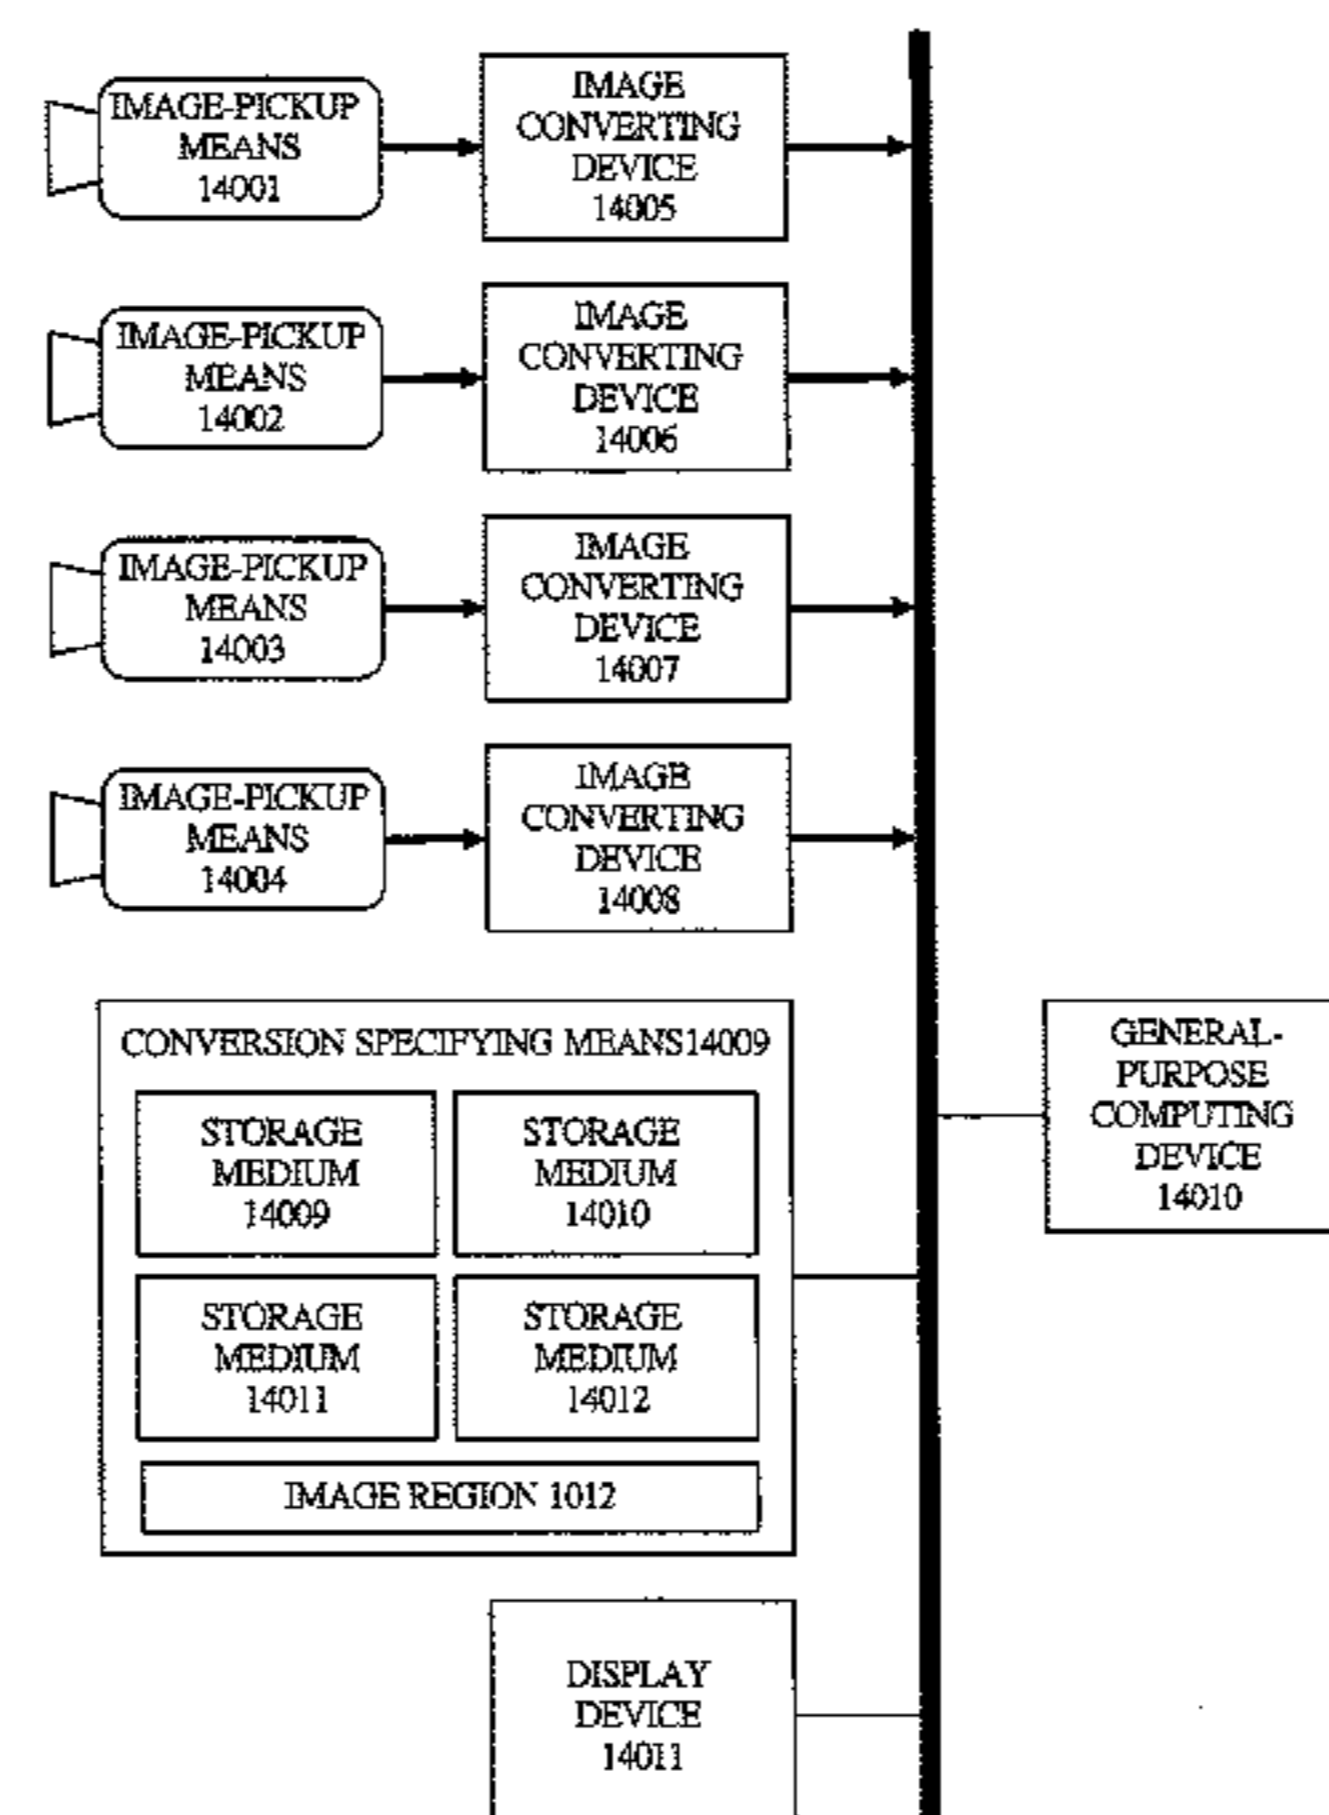 IMAGE-PICKUP
MEANS
14001
IMAGE
CONVERTING
DEVICE
14005
IMAGE-PICKUP
MEANS
14002
IMAGE
CONVERTING
DEVICE
14006
IMAGE-PICKUP
MEANS
14003
IMAGE
CONVERTING
DEVICE
14007
IMAGE-PICKUP
MEANS
14004
IMAGE
CONVERTING
DEVICE
14008
CONVERSION SPECIFYING MEANS14009
STORAGE
MEDIUM
14009
STORAGE
MEDIUM
14010
STORAGE
MEDIUM
14011
STORAGE
MEDIUM
14012
IMAGE REGION 1012
GENERAL-
PURPOSE
COMPUTING
DEVICE
14010
DISPLAY
DEVICE
14011